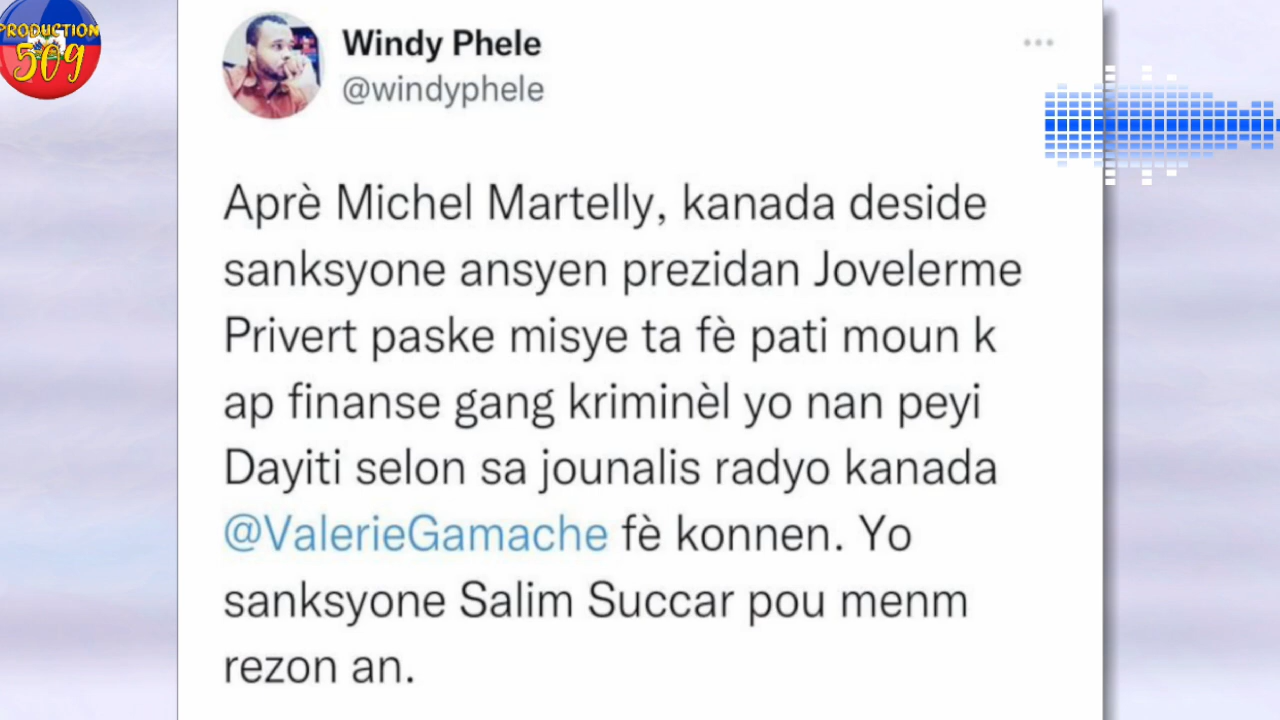 PRODUCTION
509
Windy Phele
@windyphele
Aprè Michel Martelly, kanada deside
sanksyone ansyen prezidan Jovelerme
Privert paske misye ta fè pati moun k
ap finanse gang kriminèl yo nan peyi
Dayiti selon sa jounalis radyo kanada
@ValerieGamache fè konnen. Yo
sanksyone Salim Succar pou menm
rezon an.